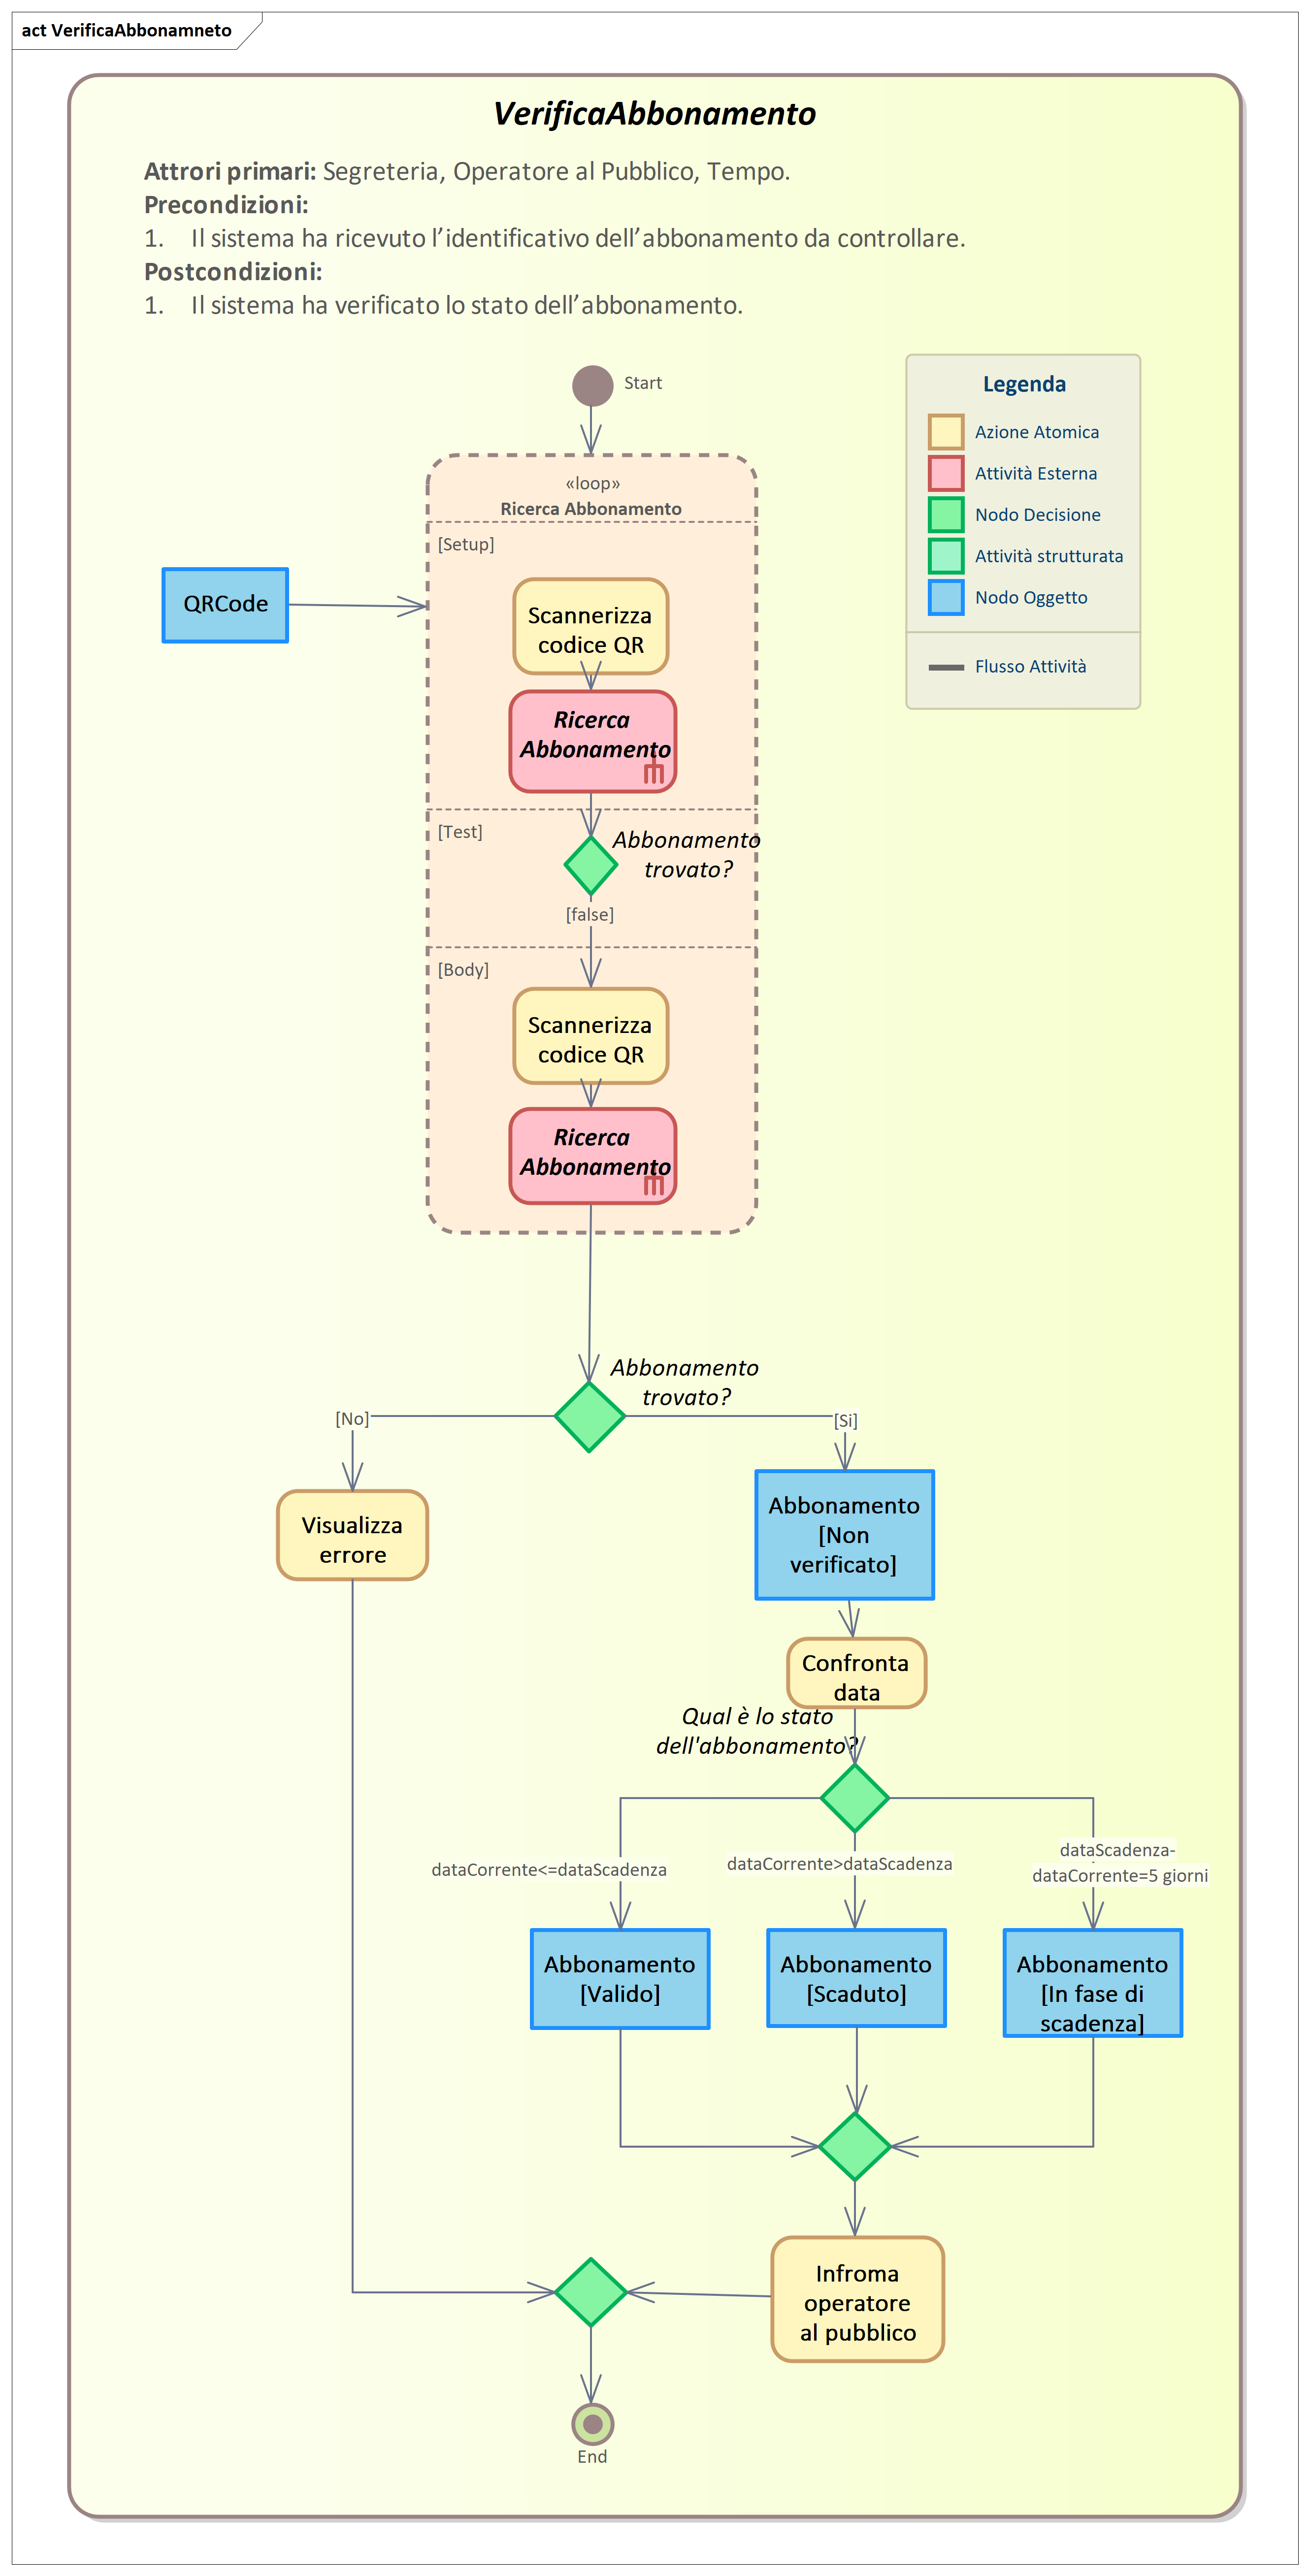 act VerificaAbbonamneto
VerificaAbbonamento
Attrori primari: Segreteria, Operatore al Pubblico, Tempo.
Precondizioni:
1. Il sistema ha ricevuto l’identificativo dell’abbonamento da controllare.
Postcondizioni:
1. Il sistema ha verificato lo stato dell’abbonamento.
Start
Legenda
Azione Atomica
Attività Esterna
Nodo Decisione
Attività strutturata
Nodo Oggetto
Flusso Attività
«loop»
Ricerca Abbonamento
[Setup]
QRCode
Scannerizza
codice QR
Ricerca
Abbonamento
[Test]
Abbonamento
trovato?
[false]
[Body]
Scannerizza
codice QR
Ricerca
Abbonamento
Abbonamento
trovato?
[No]
[Si]
Visualizza
errore
Abbonamento
[Non
verificato]
Confronta
data
Qual è lo stato
dell'abbonamento?
dataCorrente<=dataScadenza
dataCorrente>dataScadenza
dataScadenza-
dataCorrente=5 giorni
Abbonamento
[Valido]
Abbonamento
[Scaduto]
Abbonamento
[In fase di
scadenza]
Infroma
operatore
al pubblico
End